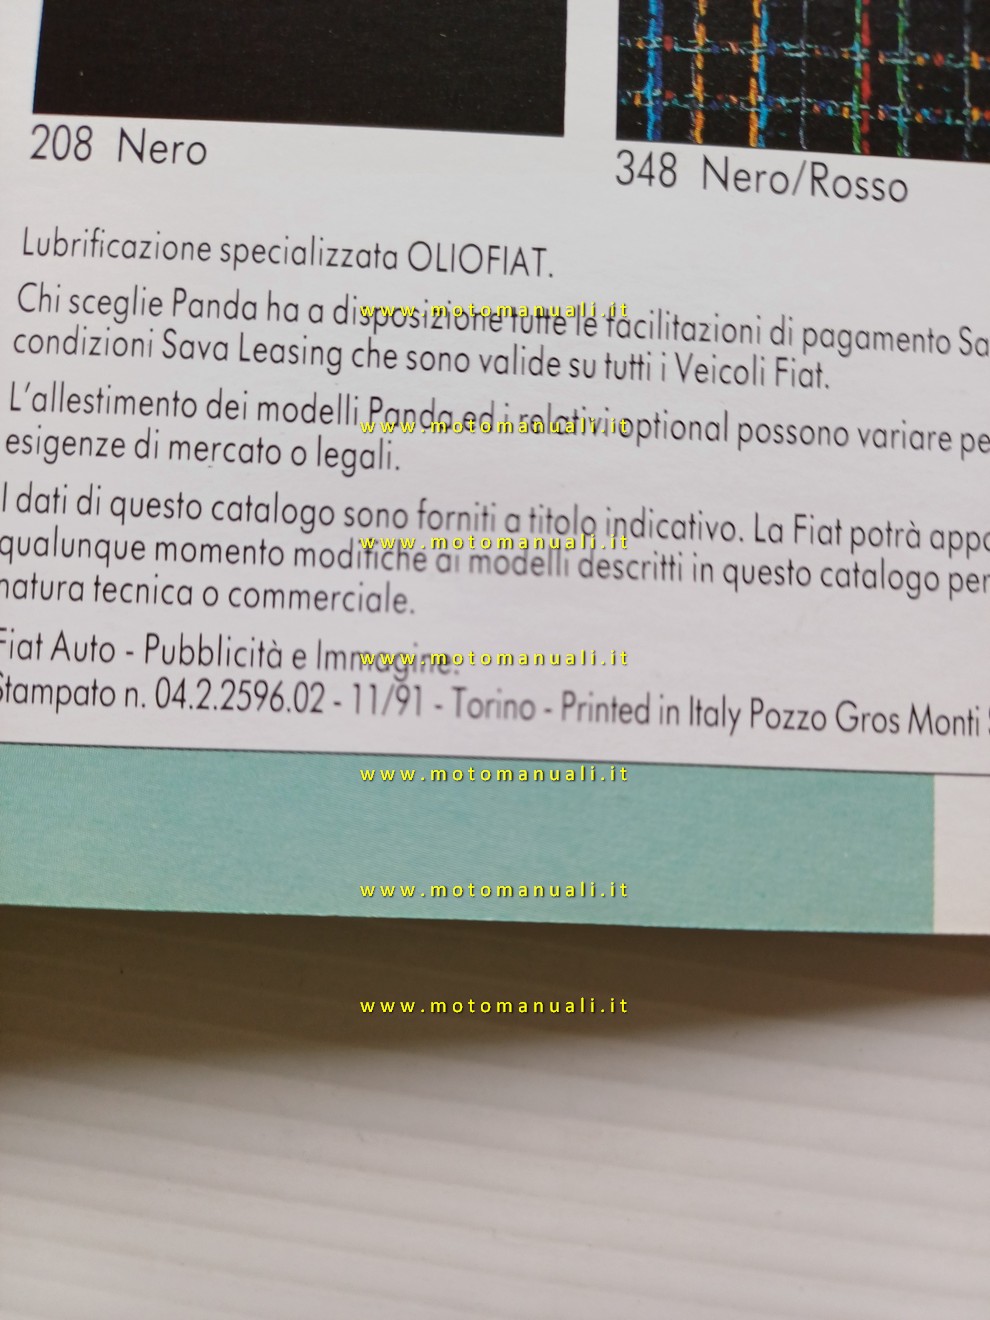 208 Nero
348 Nero/Rosso
Lubrificazione specializzata OLIOFIAT.
Chi sceglie Panda ha a disposizione tutte le facilitazioni di pagamento Sa
www.motomanuali.it
condizioni Sava Leasing che sono valide su tutti i Veicoli Fiat.
L'allestimento dei modelli Panda ed i relativi optional possono variare pe
www.motomanuali.it
esigenze di mercato o legali.
I dati di questo catalogo sono forniti a titolo indicativo. La Fiat potrà appo
www.motomanuali.it
qualunque momento modifiche ai modelli descritti in questo catalogo per
natura tecnica o commerciale.
Fiat Auto - Pubblicità e Immagine.
www.motomanuali.it
Stampato n. 04.2.2596.02 - 11/91 - Torino - Printed in Italy Pozzo Gros Monti
www.motomanuali.it
www.motomanuali.it
www.motomanuali.it